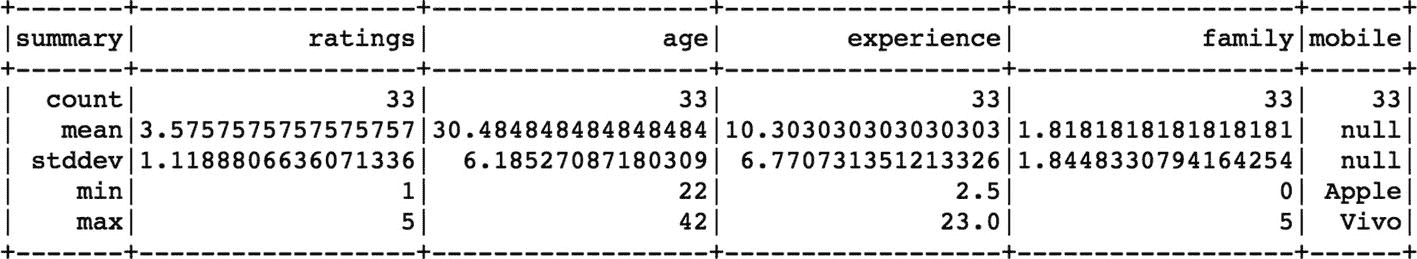 +-------+------------------+------------------+------------------+------------------+------+
|summary|           ratings|               age|        experience|            family|mobile|
+-------+------------------+------------------+------------------+------------------+------+
|  count|                33|                33|                33|                33|    33|
|   mean|3.5757575757575757|30.484848484848484|10.303030303030303|1.8181818181818181|  null|
| stddev|1.1188806636071336|  6.18527087180309| 6.770731351213326|1.8448330794164254|  null|
|    min|                 1|                22|               2.5|                 0| Apple|
|    max|                 5|                42|              23.0|                 5|  Vivo|
+-------+------------------+------------------+------------------+------------------+------+